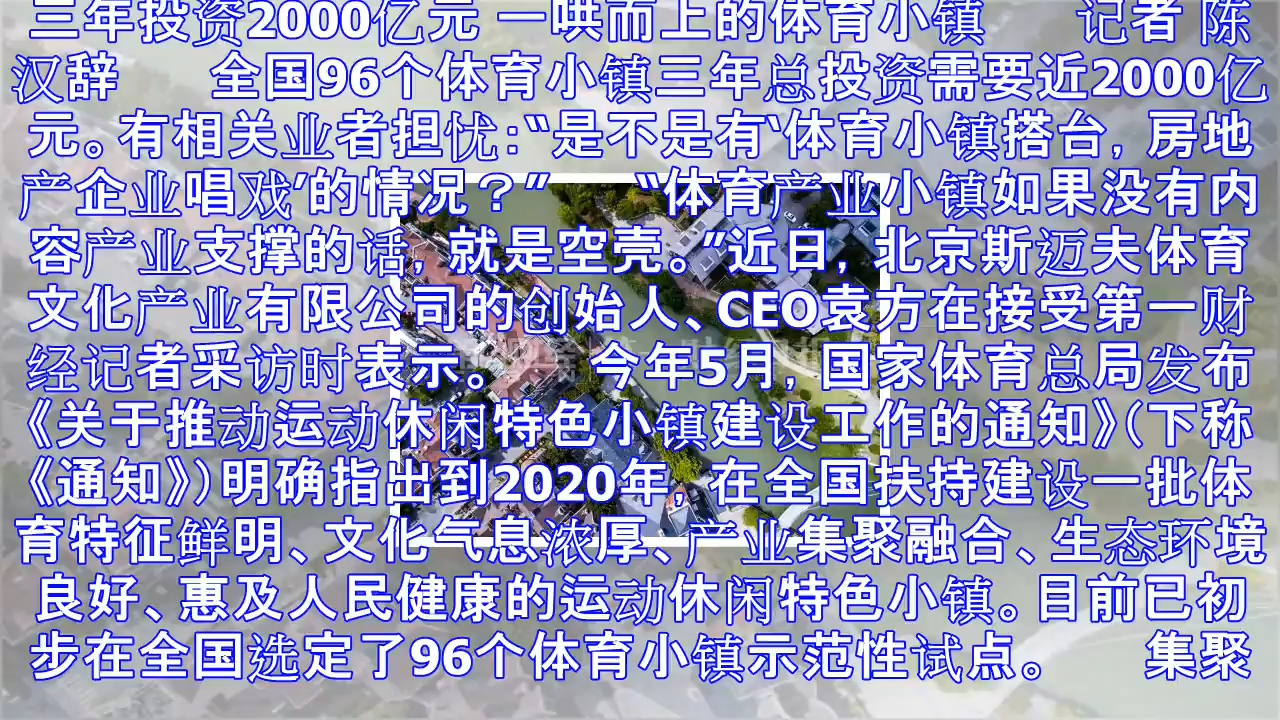 三年投资2000亿元 一哄而上的体育小镇　　记者 陈
汉辞　　全国96个体育小镇三年总投资需要近2000亿
元。有相关业者担忧：“是不是有‘体育小镇搭台，房地
产企业唱戏’的情况？”　　“体育产业小镇如果没有内
容产业支撑的话，就是空壳。”近日，北京斯迈夫体育
文化产业有限公司的创始人、CEO袁方在接受第一财
经记者采访时表示。　　今年5月，国家体育总局发布
《关于推动运动休闲特色小镇建设工作的通知》（下称
《通知》）明确指出到2020年，在全国扶持建设一批体
育特征鲜明、文化气息浓厚、产业集聚融合、生态环境
良好、惠及人民健康的运动休闲特色小镇。目前已初
步在全国选定了96个体育小镇示范性试点。　　集聚